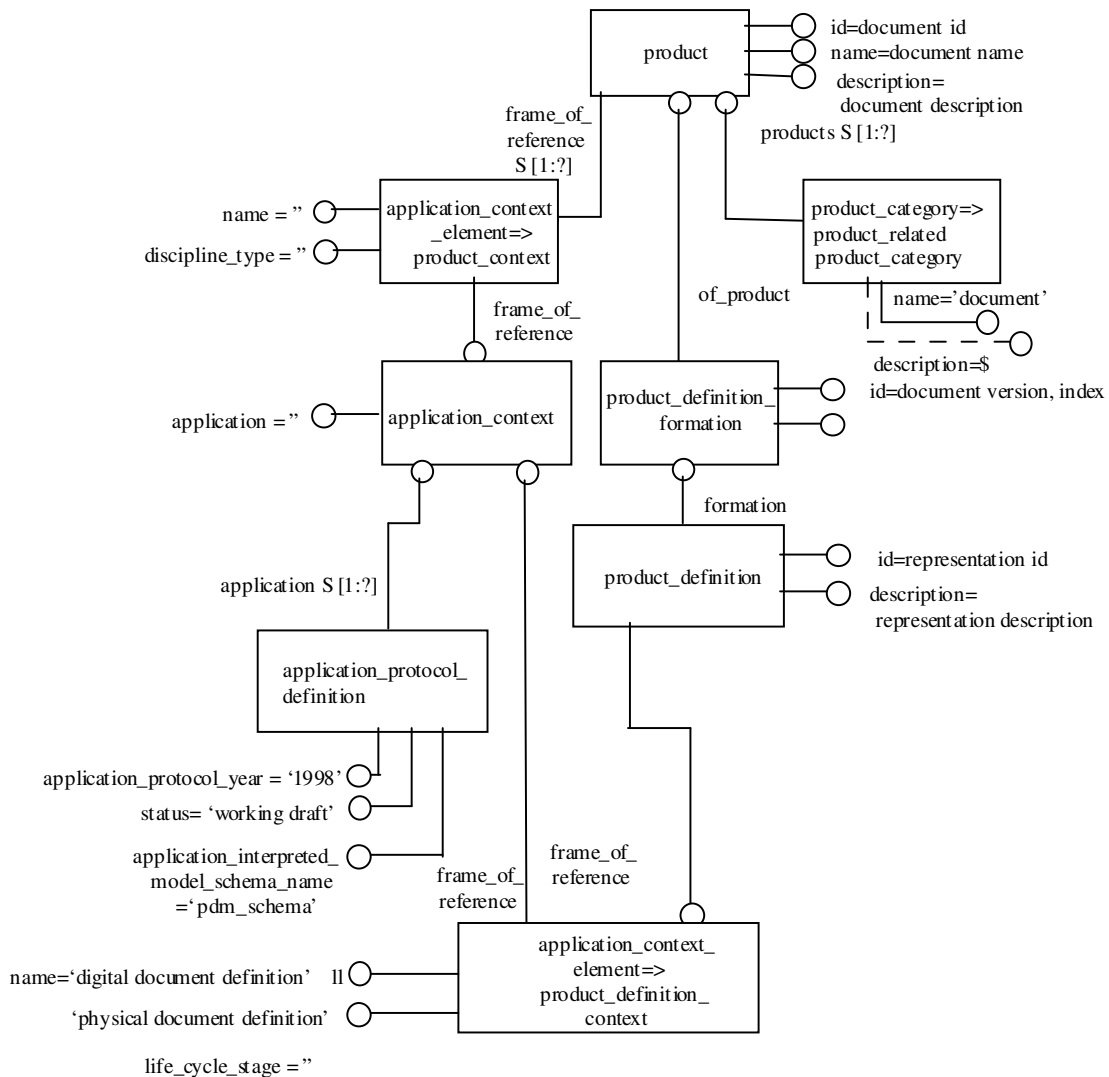 product
id=document id
name=document name
description=
document description
frame_of_
reference
S [1:?]
products S [1:?]
name = ”
discipline_type = ”
application_context
_element=>
product_context
product_category=>
product_related
product_category
name=’document’
description=$
id=document version, index
of_product
frame_of_
reference
application = ”
application_context
product_definition_
formation
formation
application S [1:?]
product_definition
id=representation id
description=
representation description
application_protocol_
definition
application_protocol_year = ‘1998’
status= ‘working draft’
application_interpreted_
model_schema_name
=‘pdm_schema’
frame_of_
reference
frame_of_
reference
application_context_
element=>
product_definition_
context
name=‘digital document definition’ ll
‘physical document definition’
life_cycle_stage = ”